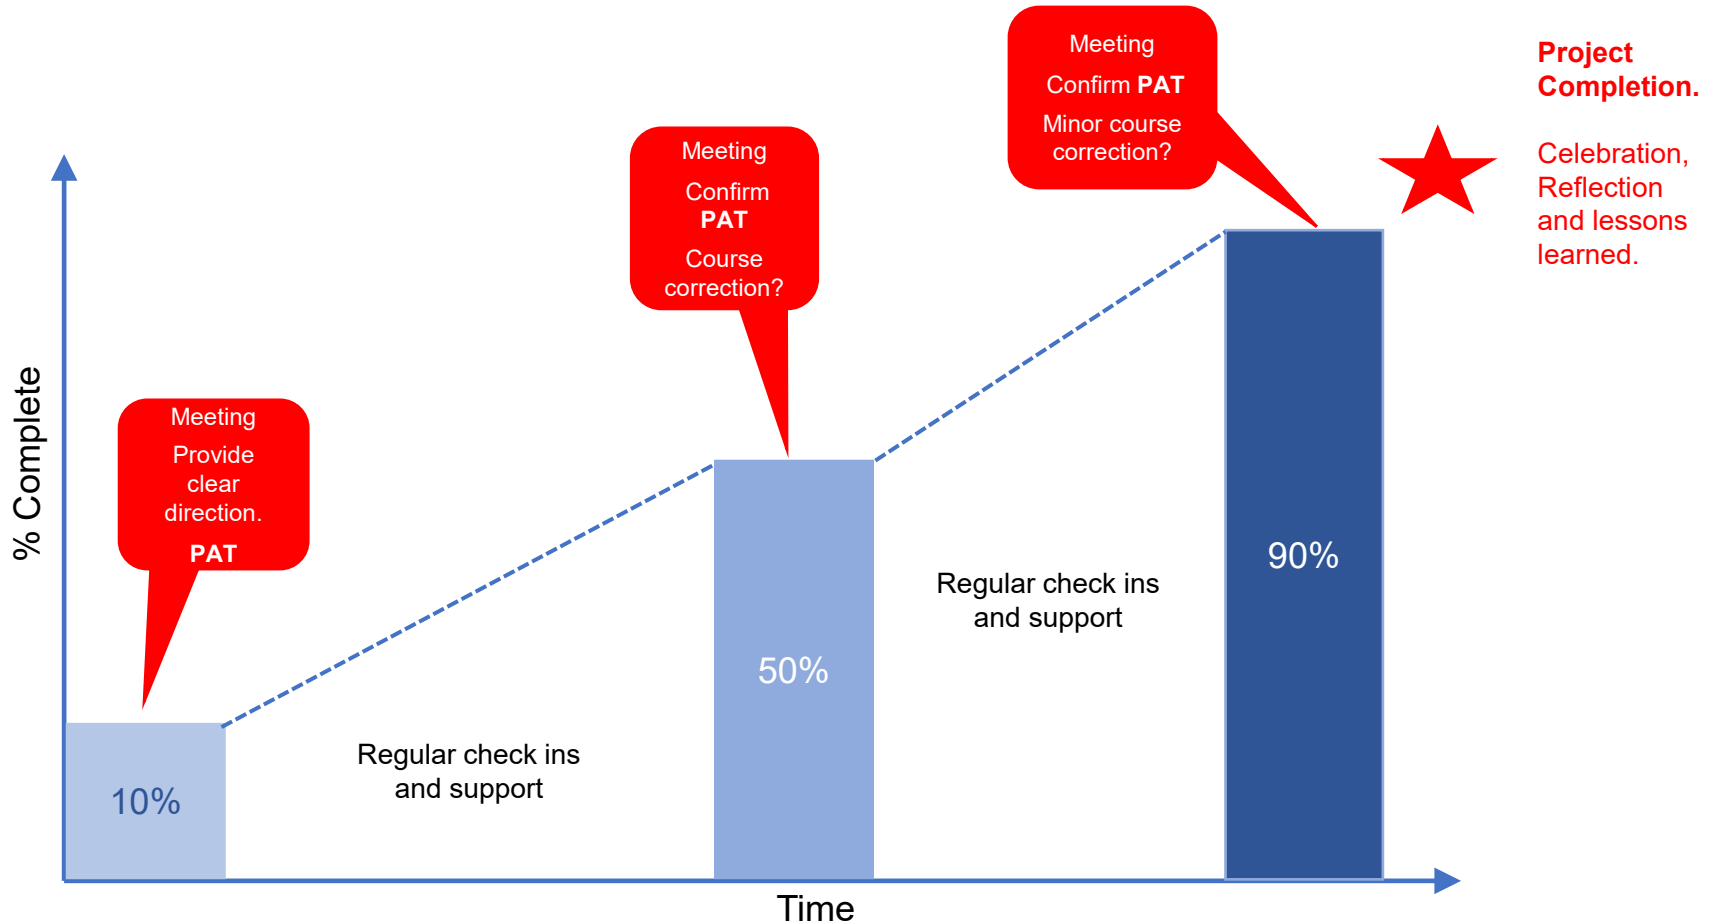 Meeting
Provide
clear
direction.
PAT
Meeting
Confirm
PAT
Course
correction?
Meeting
Confirm PAT
Minor course
correction?
Project
Completion.
Celebration,
Reflection
and lessons
learned.
% Complete
10%
Regular check ins
and support
50%
Regular check ins
and support
90%
Time